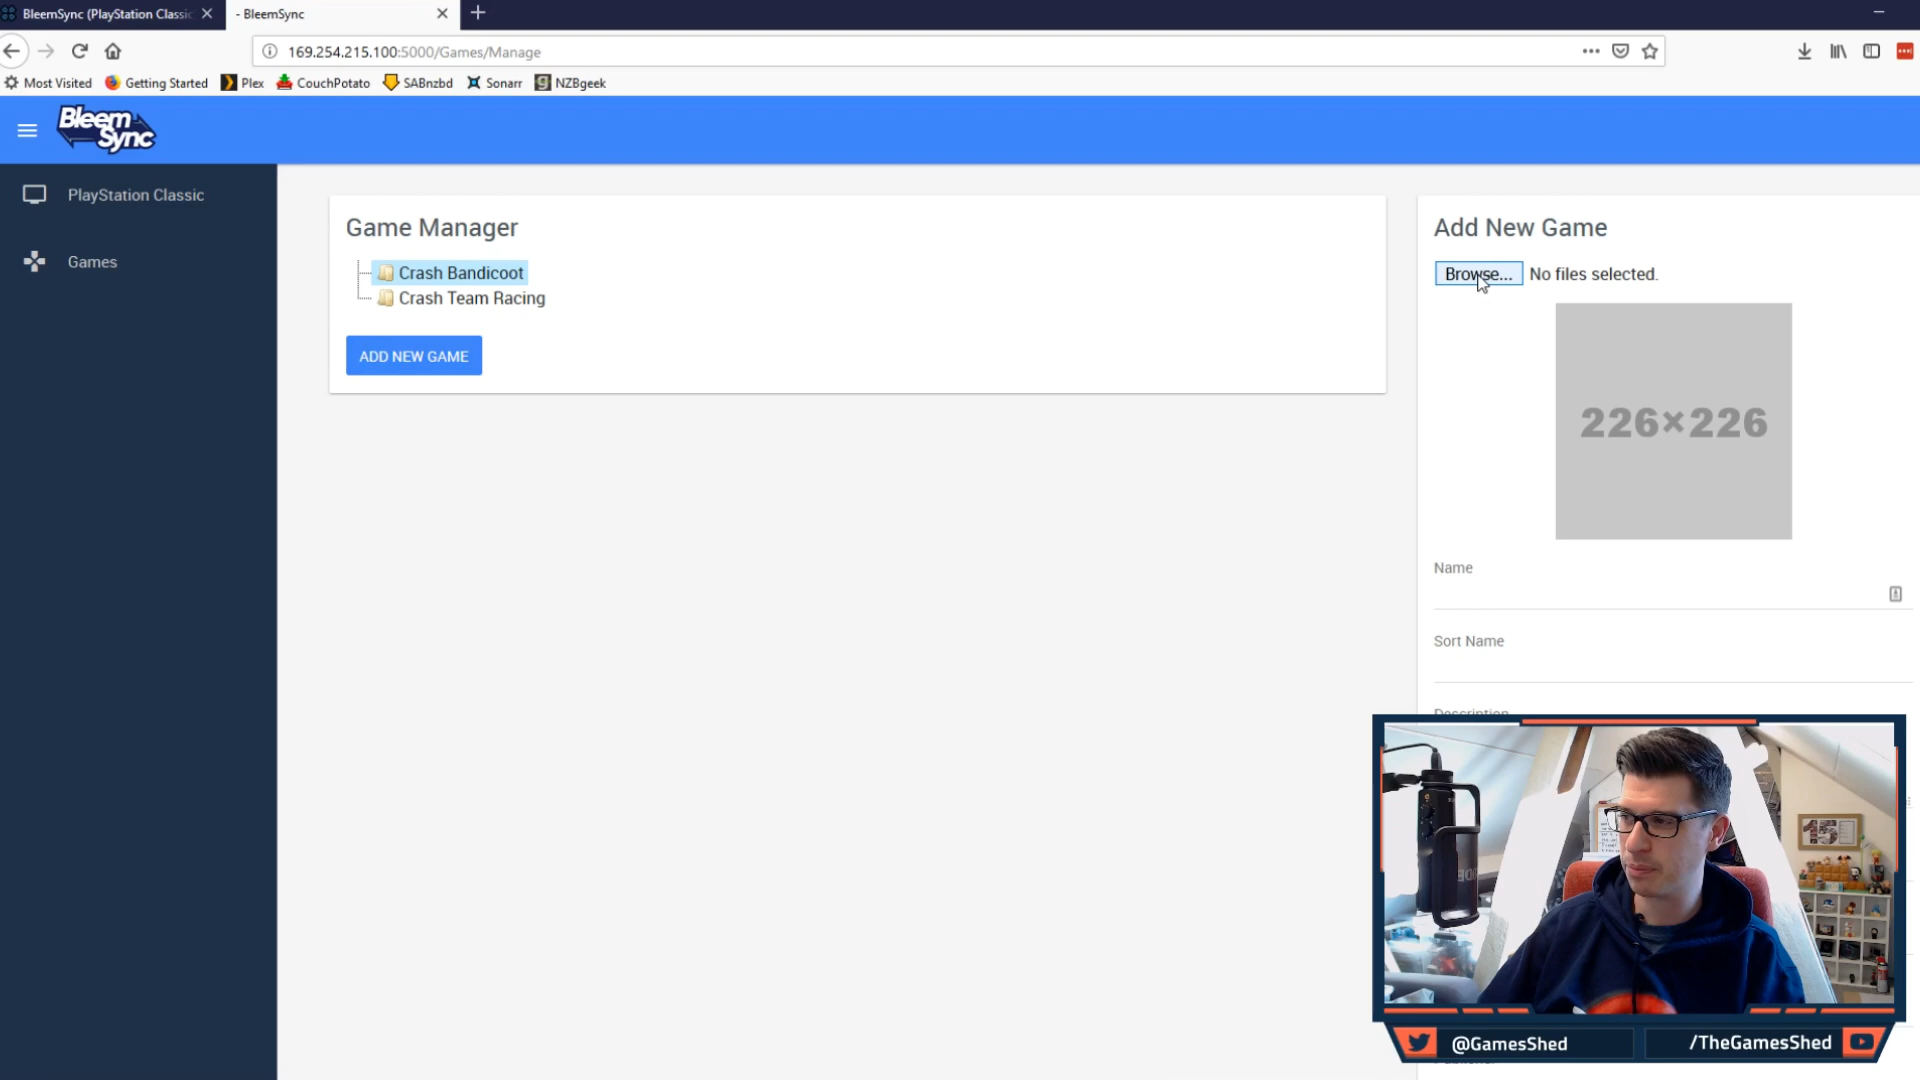 BleemSync (PlayStation Classic
- BleemSync
169.254.215.100:5000/Games/Manage
Most Visited
Getting Started
Plex
CouchPotato
SABnzbd
Sonarr
NZBgeek
Bleem
Sync
PlayStation Classic
Games
Game Manager
Crash Bandicoot
Crash Team Racing
ADD NEW GAME
Add New Game
Browse... No files selected.
226×226
Name
Sort Name
Description
@GamesShed
/TheGamesShed